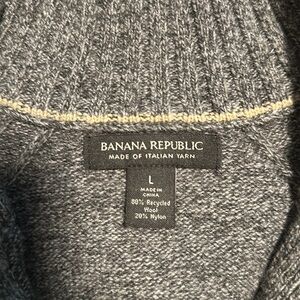 BANANA REPUBLIC
MADE OF ITALIAN YARN
L
MADE IN
CHINA
80% Recycled
Wool
20% Nylon